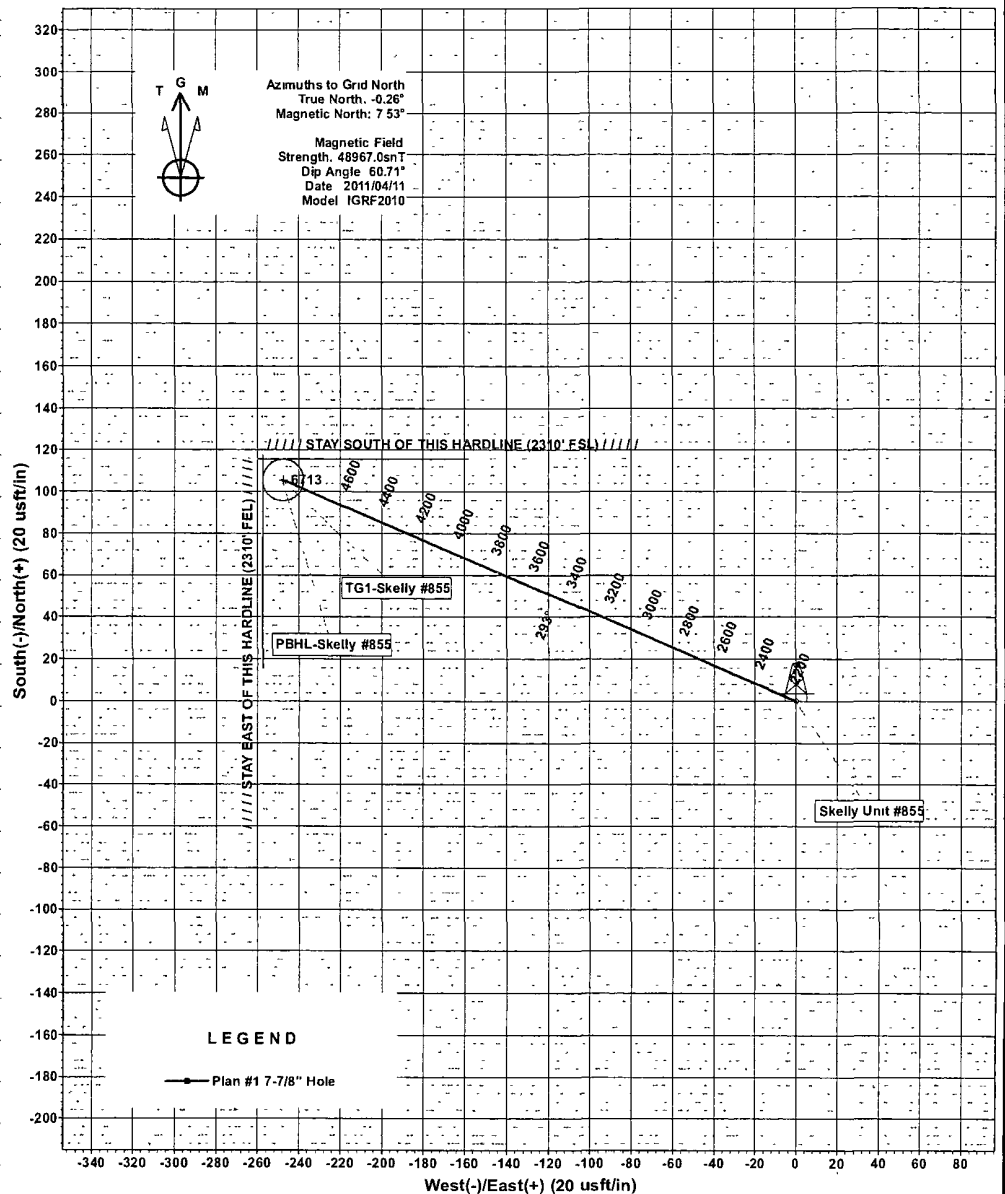 T G M
Azimuths to Grid North
True North. -0.26°
Magnetic North: 7 53°
Magnetic Field
Strength. 48967.0snT
Dip Angle 60.71°
Date 2011/04/11
Model IGRF2010
South(-)/North(+) (20 usft/in)
320
300
280
260
240
220
200
180
160
140
120
100
80
60
40
20
0
-20
-40
-60
-80
-100
-120
-140
-160
-180
-200
///// STAY SOUTH OF THIS HARDLINE (2310' FSL) /////
///// STAY EAST OF THIS HARDLINE (2310' FEL) /////
6713
4600
4400
4200
4000
3800
3600
3400
3200
3000
2800
2600
2400
2200
293°
TG1-Skelly #855
PBHL-Skelly #855
Skelly Unit #855
LEGEND
Plan #1 7-7/8" Hole
-340 -320 -300 -280 -260 -240 -220 -200 -180 -160 -140 -120 -100 -80 -60 -40 -20 0 20 40 60 80
West(-)/East(+) (20 usft/in)